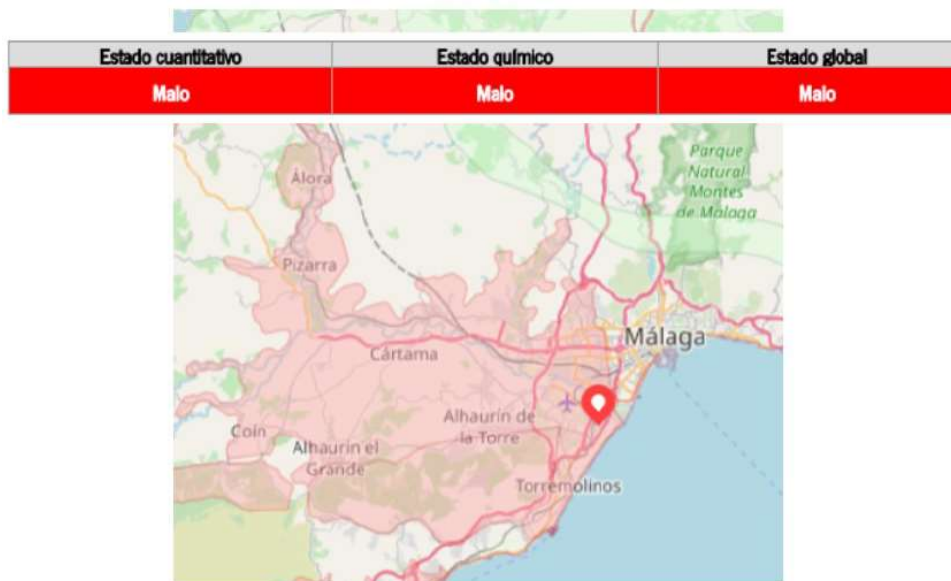 Estado cuantitativo Estado químico Estado global
Malo Malo Malo
Parque
Natural
Montes
de Málaga
Álora
Pizarra
Málaga
Cártama
Alhaurín de
la Torre
Coín
Alhaurín el
Grande
Torremolinos